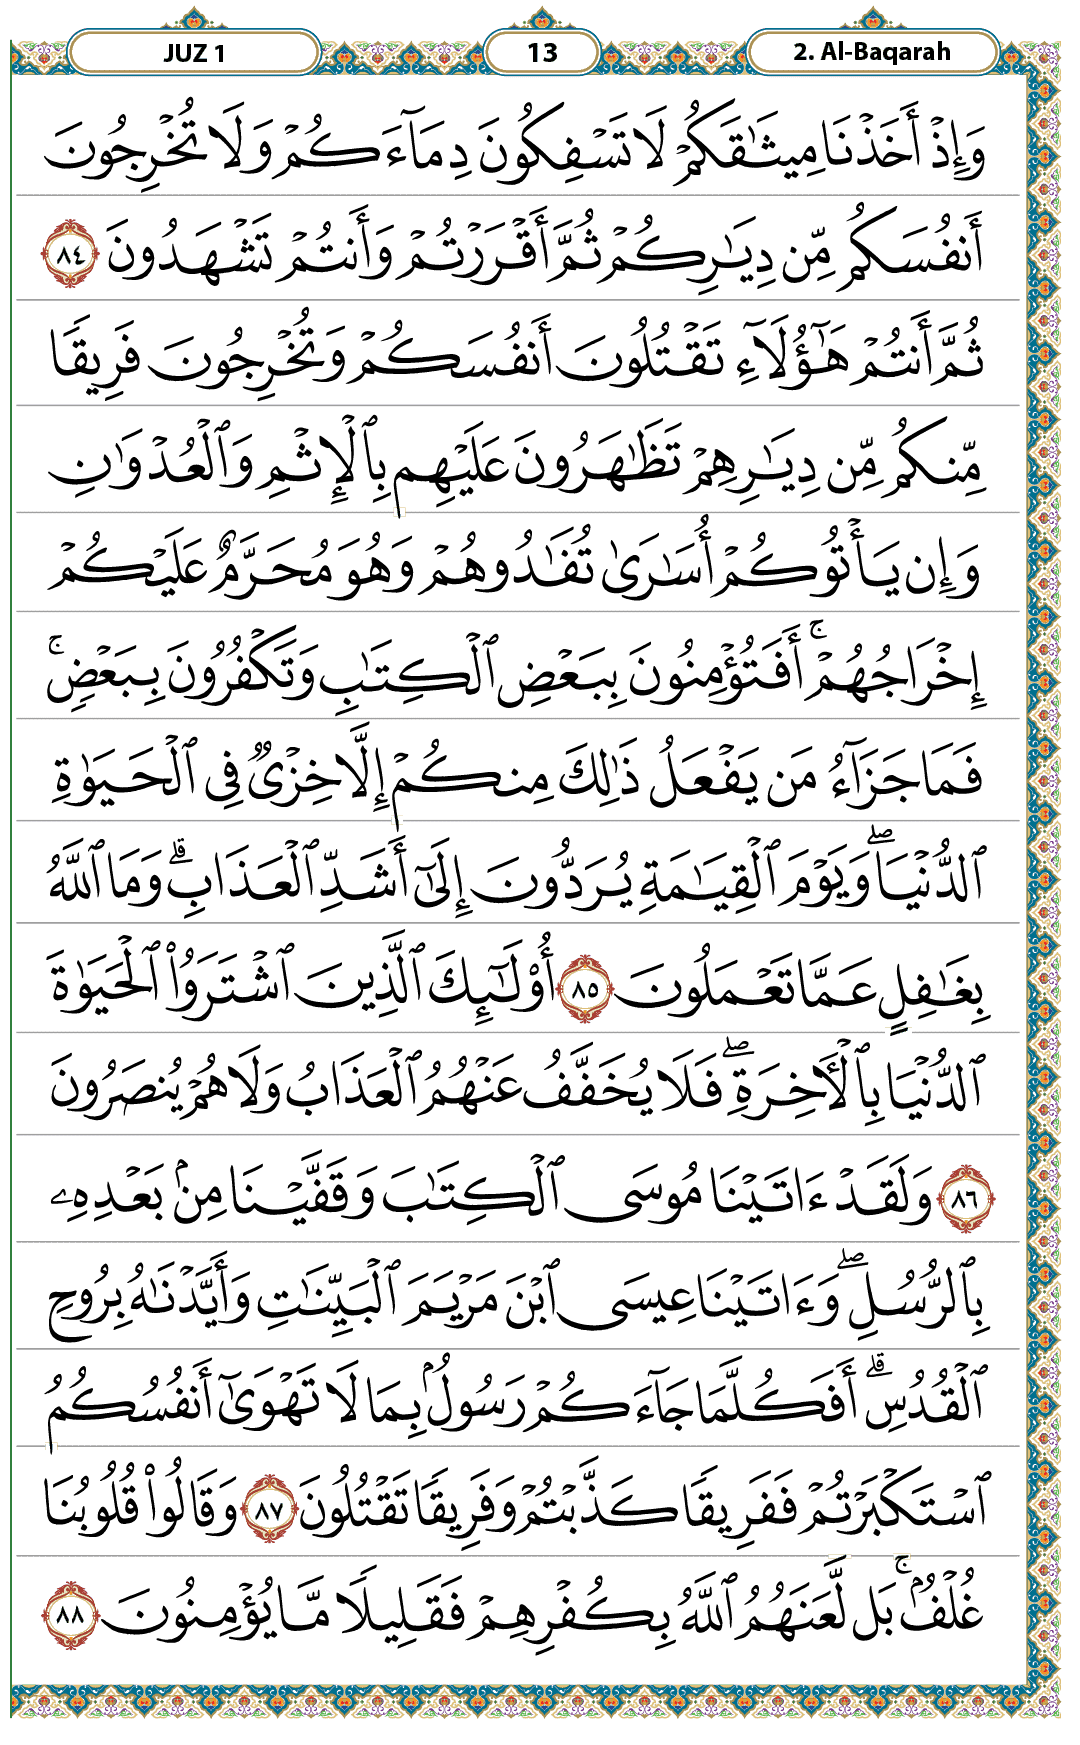 JUZ 1 13 2. Al-Baqarah
وَإِذْ أَخَذْنَا مِيثَٰقَكُمْ لَا تَسْفِكُونَ دِمَآءَكُمْ وَلَا تُخْرِجُونَ
أَنفُسَكُم مِّن دِيَٰرِكُمْ ثُمَّ أَقْرَرْتُمْ وَأَنتُمْ تَشْهَدُونَ ٨٤
ثُمَّ أَنتُمْ هَٰٓؤُلَآءِ تَقْتُلُونَ أَنفُسَكُمْ وَتُخْرِجُونَ فَرِيقًا
مِّنكُم مِّن دِيَٰرِهِمْ تَظَٰهَرُونَ عَلَيْهِم بِٱلْإِثْمِ وَٱلْعُدْوَٰنِ
وَإِن يَأْتُوكُمْ أُسَٰرَىٰ تُفَٰدُوهُمْ وَهُوَ مُحَرَّمٌ عَلَيْكُمْ
إِخْرَاجُهُمْ ۚ أَفَتُؤْمِنُونَ بِبَعْضِ ٱلْكِتَٰبِ وَتَكْفُرُونَ بِبَعْضٍ ۚ
فَمَا جَزَآءُ مَن يَفْعَلُ ذَٰلِكَ مِنكُمْ إِلَّا خِزْىٌ فِى ٱلْحَيَوٰةِ
ٱلدُّنْيَا ۖ وَيَوْمَ ٱلْقِيَٰمَةِ يُرَدُّونَ إِلَىٰٓ أَشَدِّ ٱلْعَذَابِ ۗ وَمَا ٱللَّهُ
بِغَٰفِلٍ عَمَّا تَعْمَلُونَ ٨٥ أُو۟لَٰٓئِكَ ٱلَّذِينَ ٱشْتَرَوُا۟ ٱلْحَيَوٰةَ
ٱلدُّنْيَا بِٱلْءَاخِرَةِ ۖ فَلَا يُخَفَّفُ عَنْهُمُ ٱلْعَذَابُ وَلَا هُمْ يُنصَرُونَ
٨٦ وَلَقَدْ ءَاتَيْنَا مُوسَى ٱلْكِتَٰبَ وَقَفَّيْنَا مِنۢ بَعْدِهِۦ
بِٱلرُّسُلِ ۖ وَءَاتَيْنَا عِيسَى ٱبْنَ مَرْيَمَ ٱلْبَيِّنَٰتِ وَأَيَّدْنَٰهُ بِرُوحِ
ٱلْقُدُسِ ۗ أَفَكُلَّمَا جَآءَكُمْ رَسُولٌۢ بِمَا لَا تَهْوَىٰٓ أَنفُسُكُمُ
ٱسْتَكْبَرْتُمْ فَفَرِيقًا كَذَّبْتُمْ وَفَرِيقًا تَقْتُلُونَ ٨٧ وَقَالُوا۟ قُلُوبُنَا
غُلْفٌۢ ۚ بَل لَّعَنَهُمُ ٱللَّهُ بِكُفْرِهِمْ فَقَلِيلًا مَّا يُؤْمِنُونَ ٨٨